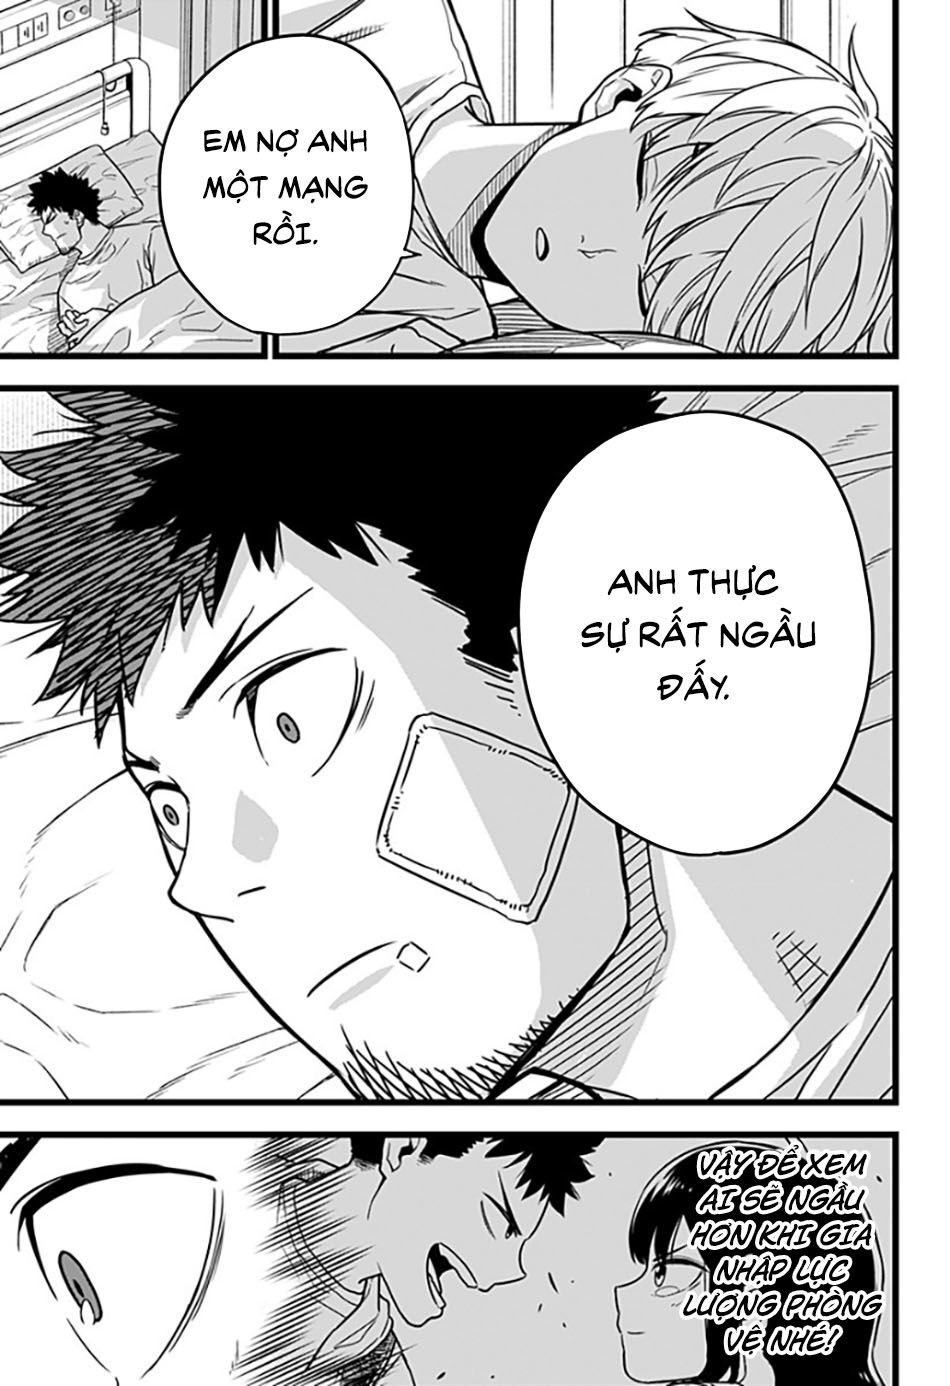 EM NỢ ANH
MỘT MẠNG
RỒI.
ANH THỰC
SỰ RẤT NGẦU
ĐẤY.
VẬY ĐỂ XEM
AI SẼ NGẦU
HƠN KHI GIA
NHẬP LỰC
LƯỢNG PHÒNG
VỆ NHÉ!